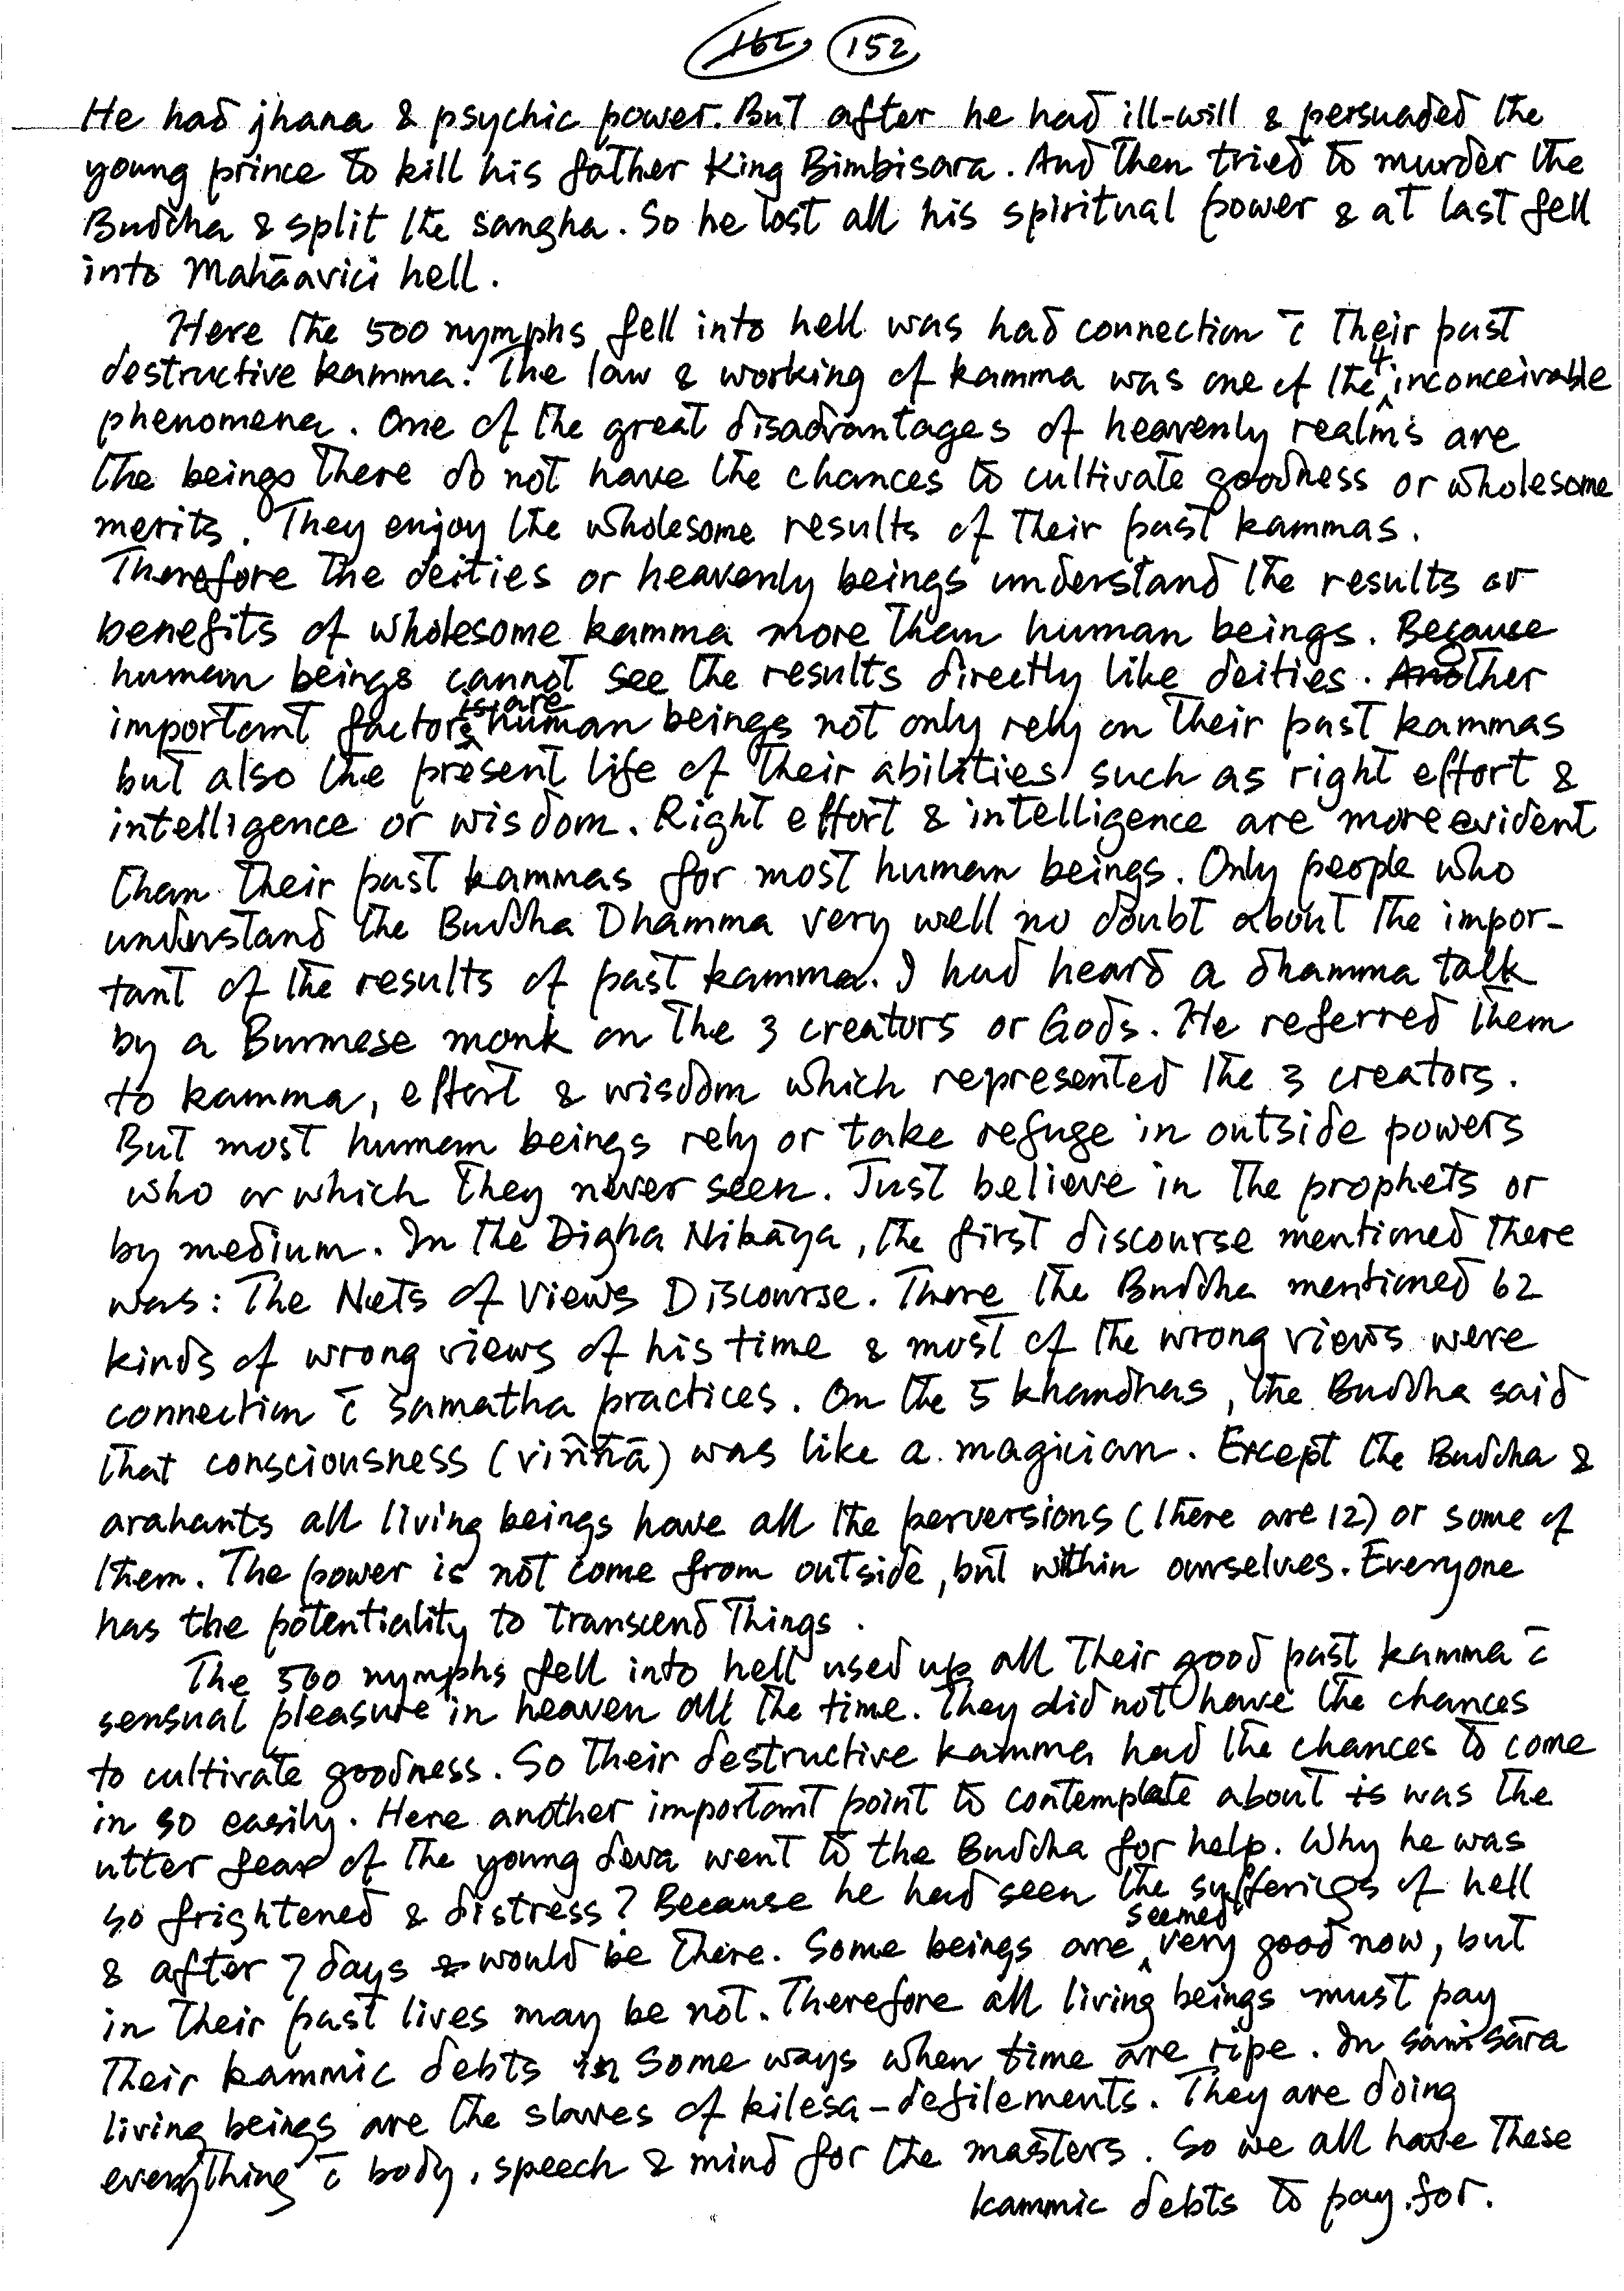 152
He had jhana & psychic power. But after he had ill-will & persuaded the
young prince to kill his father King Bimbisara. And then tried to murder the
Buddha & split the sangha. So he lost all his spiritual power & at last fell
into Mahāavici hell.
Here the 500 nymphs fell into hell was had connection c̄ their past
destructive kamma. The law & working of kamma was one of the 4 inconceivable
phenomena. One of the great disadvantages of heavenly realms are
the beings there do not have the chances to cultivate goodness or wholesome
merits. They enjoy the wholesome results of their past kammas.
Therefore the deities or heavenly beings understand the results or
benefits of wholesome kamma more than human beings. Because
human beings cannot see the results directly like deities. Another
important factors is, are human beings not only rely on their past kammas
but also the present life of their abilities such as right effort &
intelligence or wisdom. Right effort & intelligence are more evident
than their past kammas for most human beings. Only people who
understand the Buddha Dhamma very well no doubt about the impor-
tant of the results of past kamma. I had heard a dhamma talk
by a Burmese monk on the 3 creators or Gods. He referred them
to kamma, effort & wisdom which represented the 3 creators.
But most human beings rely or take refuge in outside powers
who or which they never seen. Just believe in the prophets or
by medium. In the Digha Nikāya, the first discourse mentioned there
was: The Nets of Views Discourse. There the Buddha mentioned 62
kinds of wrong views of his time & most of the wrong views were
connection c̄ samatha practices. On the 5 khandhas, the Buddha said
that consciousness (viññā) was like a magician. Except the Buddha &
arahants all living beings have all the perversions (there are 12) or some of
them. The power is not come from outside, but within ourselves. Everyone
has the potentiality to transcend things.
The 500 nymphs fell into hell used up all their good past kamma c̄
sensual pleasure in heaven all the time. They did not have the chances
to cultivate goodness. So their destructive kamma had the chances to come
in so easily. Here another important point to contemplate about was the
utter fear of the young deva went to the Buddha for help. Why he was
so frightened & distress? Because he had seen the sufferings of hell
& after 7 days would be there. Some beings are seemed very good now, but
in their past lives may be not. Therefore all living beings must pay
their kammic debts in some ways when time are ripe. In saṁsāra
living beings are the slaves of kilesa-defilements. They are doing
everything c̄ body, speech & mind for the masters. So we all have these
kammic debts to pay for.